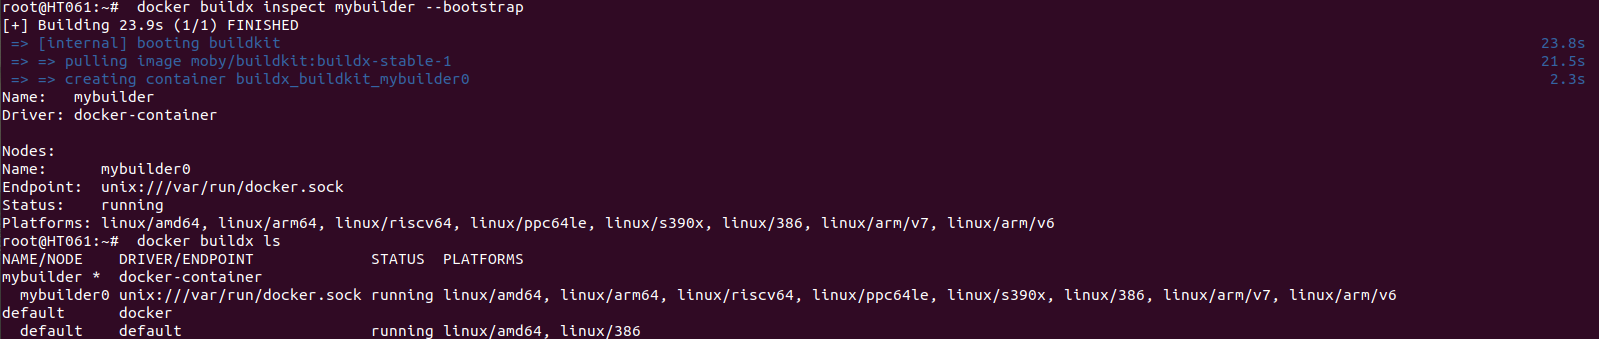 root@HT061:~#  docker buildx inspect mybuilder --bootstrap
[+] Building 23.9s (1/1) FINISHED
 => [internal] booting buildkit                                                                 23.8s
 => => pulling image moby/buildkit:buildx-stable-1                                              21.5s
 => => creating container buildx_buildkit_mybuilder0                                             2.3s
Name:   mybuilder
Driver: docker-container

Nodes:
Name:      mybuilder0
Endpoint:  unix:///var/run/docker.sock
Status:    running
Platforms: linux/amd64, linux/arm64, linux/riscv64, linux/ppc64le, linux/s390x, linux/386, linux/arm/v7, linux/arm/v6
root@HT061:~#  docker buildx ls
NAME/NODE    DRIVER/ENDPOINT             STATUS  PLATFORMS
mybuilder *  docker-container
  mybuilder0 unix:///var/run/docker.sock running linux/amd64, linux/arm64, linux/riscv64, linux/ppc64le, linux/s390x, linux/386, linux/arm/v7, linux/arm/v6
default      docker
  default    default                     running linux/amd64, linux/386